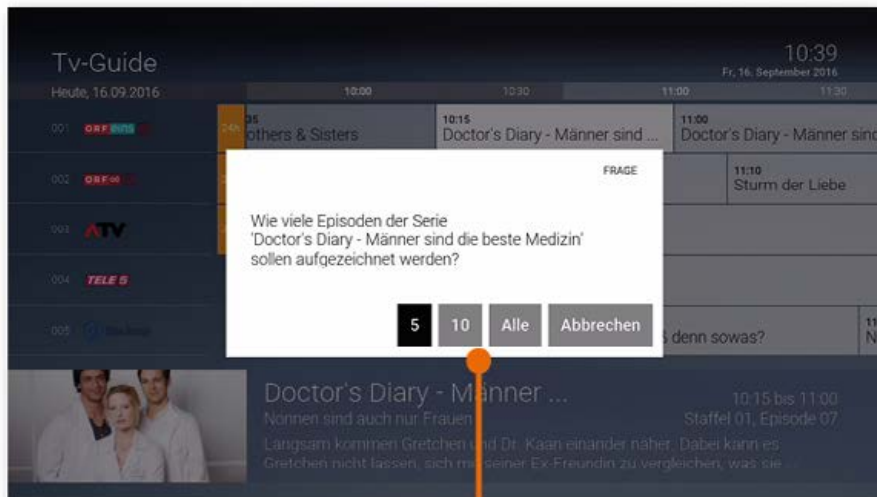 Tv-Guide
10:39
Fr, 16. September 2016
Heute, 16.09.2016
10:00
10:30
11:00
11:30
001 ORF eins
24h
35
others & Sisters
10:15
Doctor's Diary - Männer sind ...
11:00
Doctor's Diary - Männer sind
002 ORF
11:10
Sturm der Liebe
003 ATV
004 TELE 5
005
denn sowas?
11
N
FRAGE
Wie viele Episoden der Serie
'Doctor's Diary - Männer sind die beste Medizin'
sollen aufgezeichnet werden?
5
10
Alle
Abbrechen
Doctor's Diary - Männer ...
10:15 bis 11:00
Nonnen sind auch nur Frauen
Staffel 01, Episode 07
Langsam kommen Gretchen und Dr. Kaan einander näher. Dabei kann es
Gretchen nicht lassen, sich mit seiner Ex-Freundin zu vergleichen, was sie ...